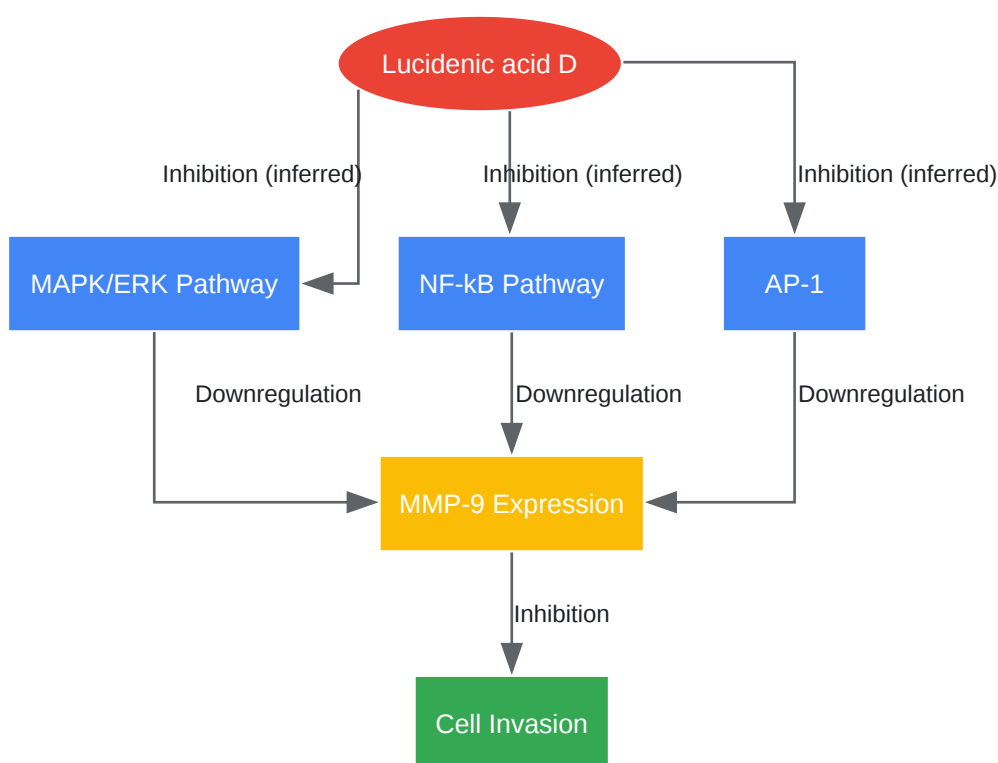 Lucidenic acid D
Inhibition (inferred)
Inhibition (inferred)
Inhibition (inferred)
MAPK/ERK Pathway
NF-kB Pathway
AP-1
Downregulation
Downregulation
Downregulation
MMP-9 Expression
Inhibition
Cell Invasion